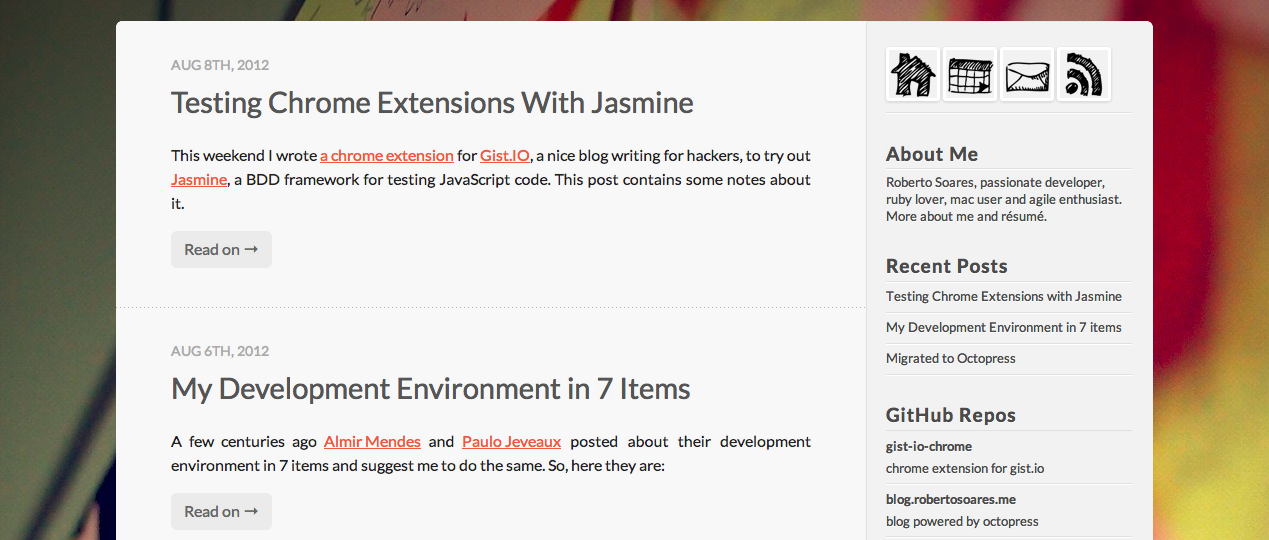 AUG 8TH, 2012
Testing Chrome Extensions With Jasmine
This weekend I wrote a chrome extension for Gist.IO, a nice blog writing for hackers, to try out
Jasmine, a BDD framework for testing JavaScript code. This post contains some notes about
it.
Read on →
AUG 6TH, 2012
My Development Environment in 7 Items
A few centuries ago Almir Mendes and Paulo Jeveaux posted about their development
environment in 7 items and suggest me to do the same. So, here they are:
Read on →
About Me
Roberto Soares, passionate developer,
ruby lover, mac user and agile enthusiast.
More about me and résumé.
Recent Posts
Testing Chrome Extensions with Jasmine
My Development Environment in 7 items
Migrated to Octopress
GitHub Repos
gist-io-chrome
chrome extension for gist.io
blog.robertosoares.me
blog powered by octopress